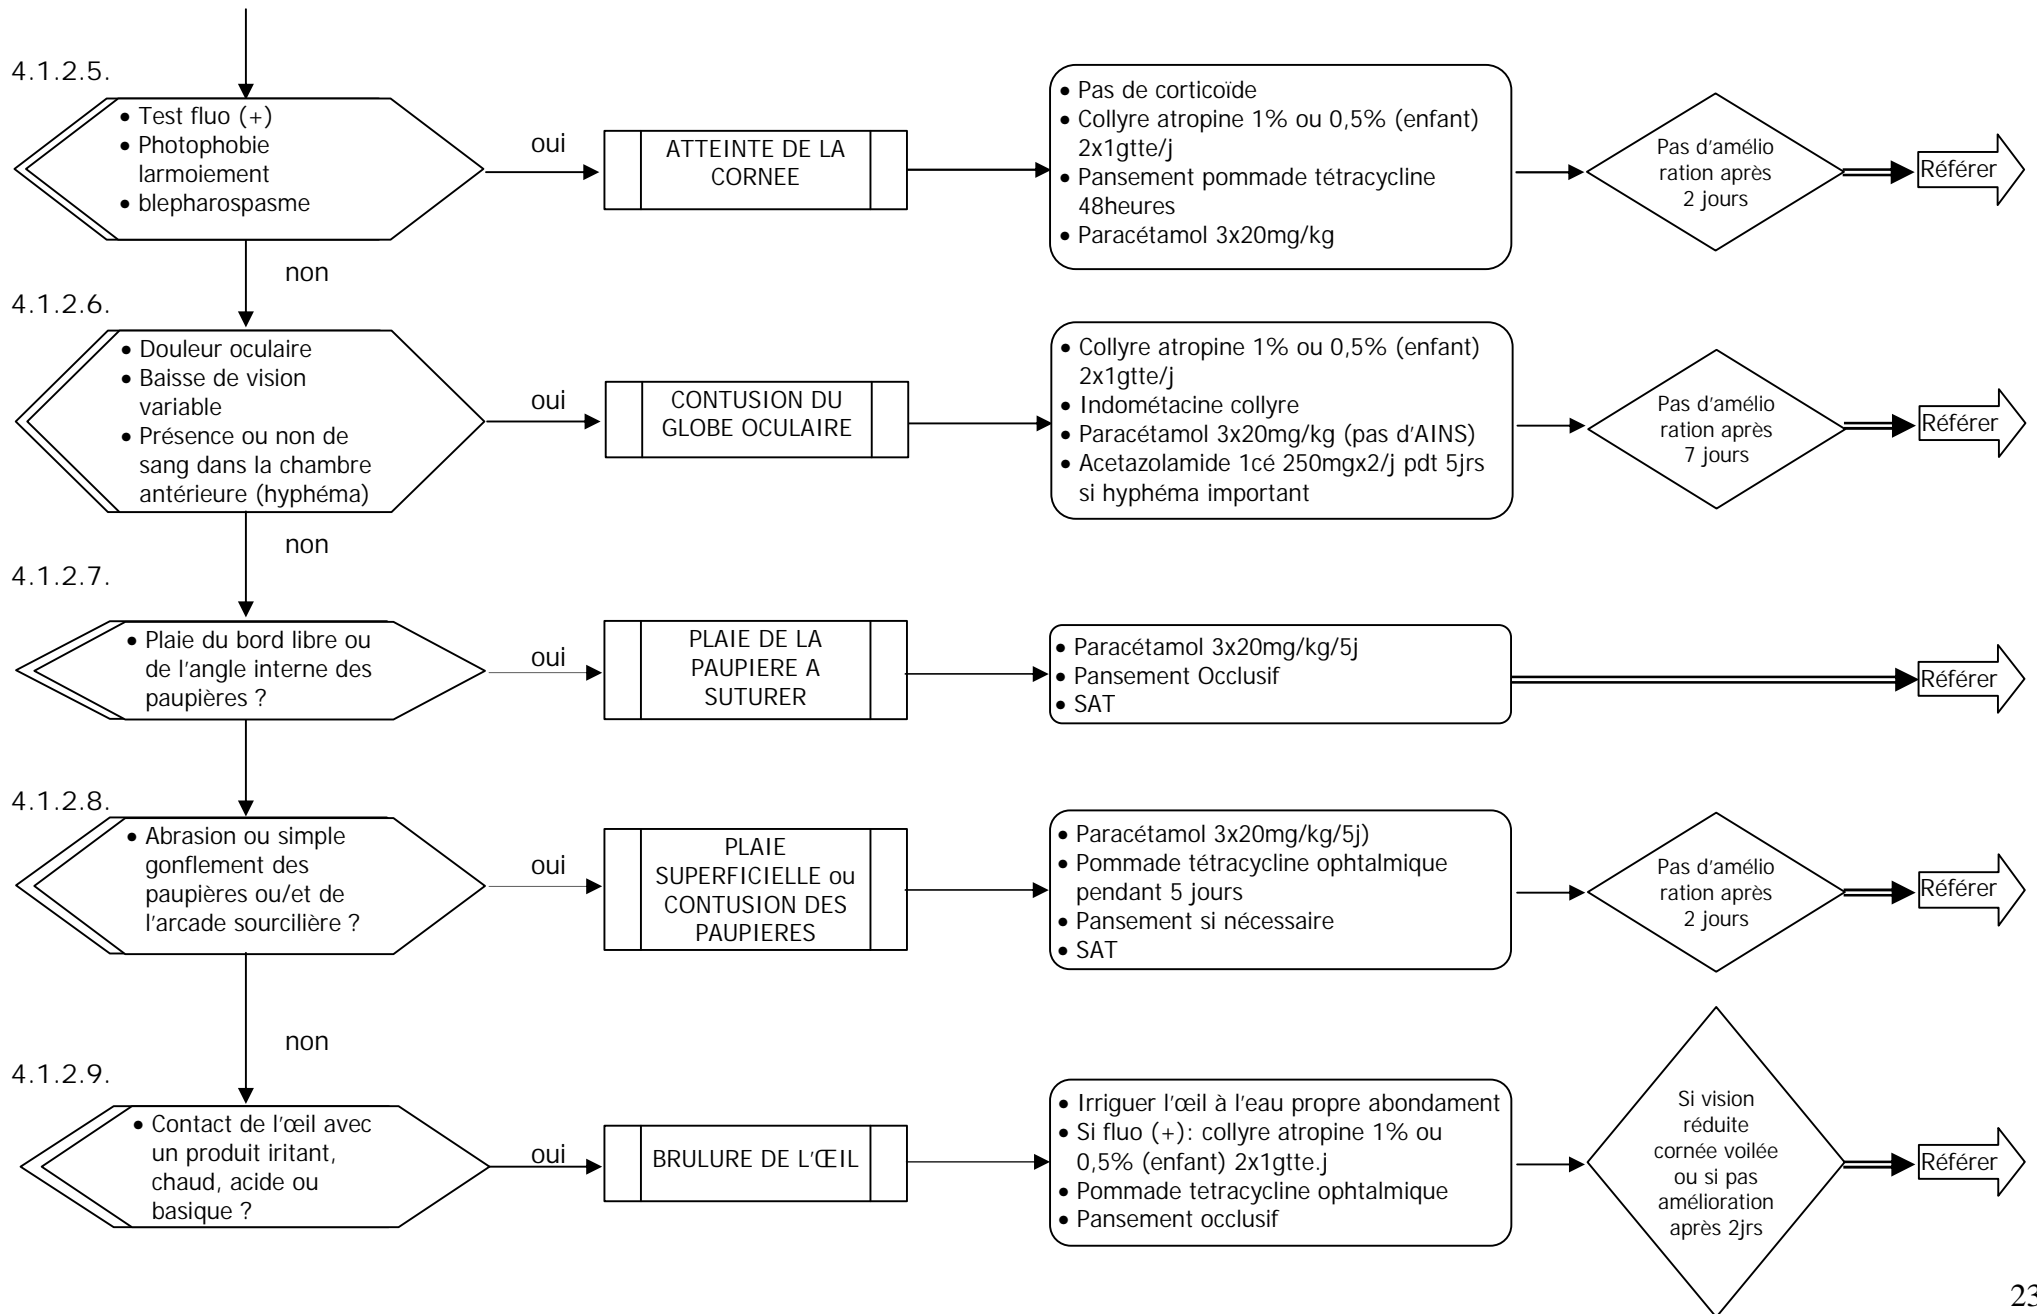 4.1.2.5.
• Test fluo (+)
• Photophobie
larmoiement
• blepharospasme
oui
ATTEINTE DE LA
CORNEE
• Pas de corticoïde
• Collyre atropine 1% ou 0,5% (enfant)
2x1gtte/j
• Pansement pommade tétracycline
48heures
• Paracétamol 3x20mg/kg
Pas d'amélio
ration après
2 jours
Référer
non
4.1.2.6.
• Douleur oculaire
• Baisse de vision
variable
• Présence ou non de
sang dans la chambre
antérieure (hyphéma)
oui
CONTUSION DU
GLOBE OCULAIRE
• Collyre atropine 1% ou 0,5% (enfant)
2x1gtte/j
• Indométacine collyre
• Paracétamol 3x20mg/kg (pas d'AINS)
• Acetazolamide 1cé 250mgx2/j pdt 5jrs
si hyphéma important
Pas d'amélio
ration après
7 jours
Référer
non
4.1.2.7.
• Plaie du bord libre ou
de l'angle interne des
paupières ?
oui
PLAIE DE LA
PAUPIERE A
SUTURER
• Paracétamol 3x20mg/kg/5j
• Pansement Occlusif
• SAT
Référer
4.1.2.8.
• Abrasion ou simple
gonflement des
paupières ou/et de
l'arcade sourcilière ?
oui
PLAIE
SUPERFICIELLE ou
CONTUSION DES
PAUPIERES
• Paracétamol 3x20mg/kg/5j)
• Pommade tétracycline ophtalmique
pendant 5 jours
• Pansement si nécessaire
• SAT
Pas d'amélio
ration après
2 jours
Référer
non
4.1.2.9.
• Contact de l'œil avec
un produit iritant,
chaud, acide ou
basique ?
oui
BRULURE DE L'ŒIL
• Irriguer l'œil à l'eau propre abondament
• Si fluo (+): collyre atropine 1% ou
0,5% (enfant) 2x1gtte.j
• Pommade tetracycline ophtalmique
• Pansement occlusif
Si vision
réduite
cornée voilée
ou si pas
amélioration
après 2jrs
Référer
23